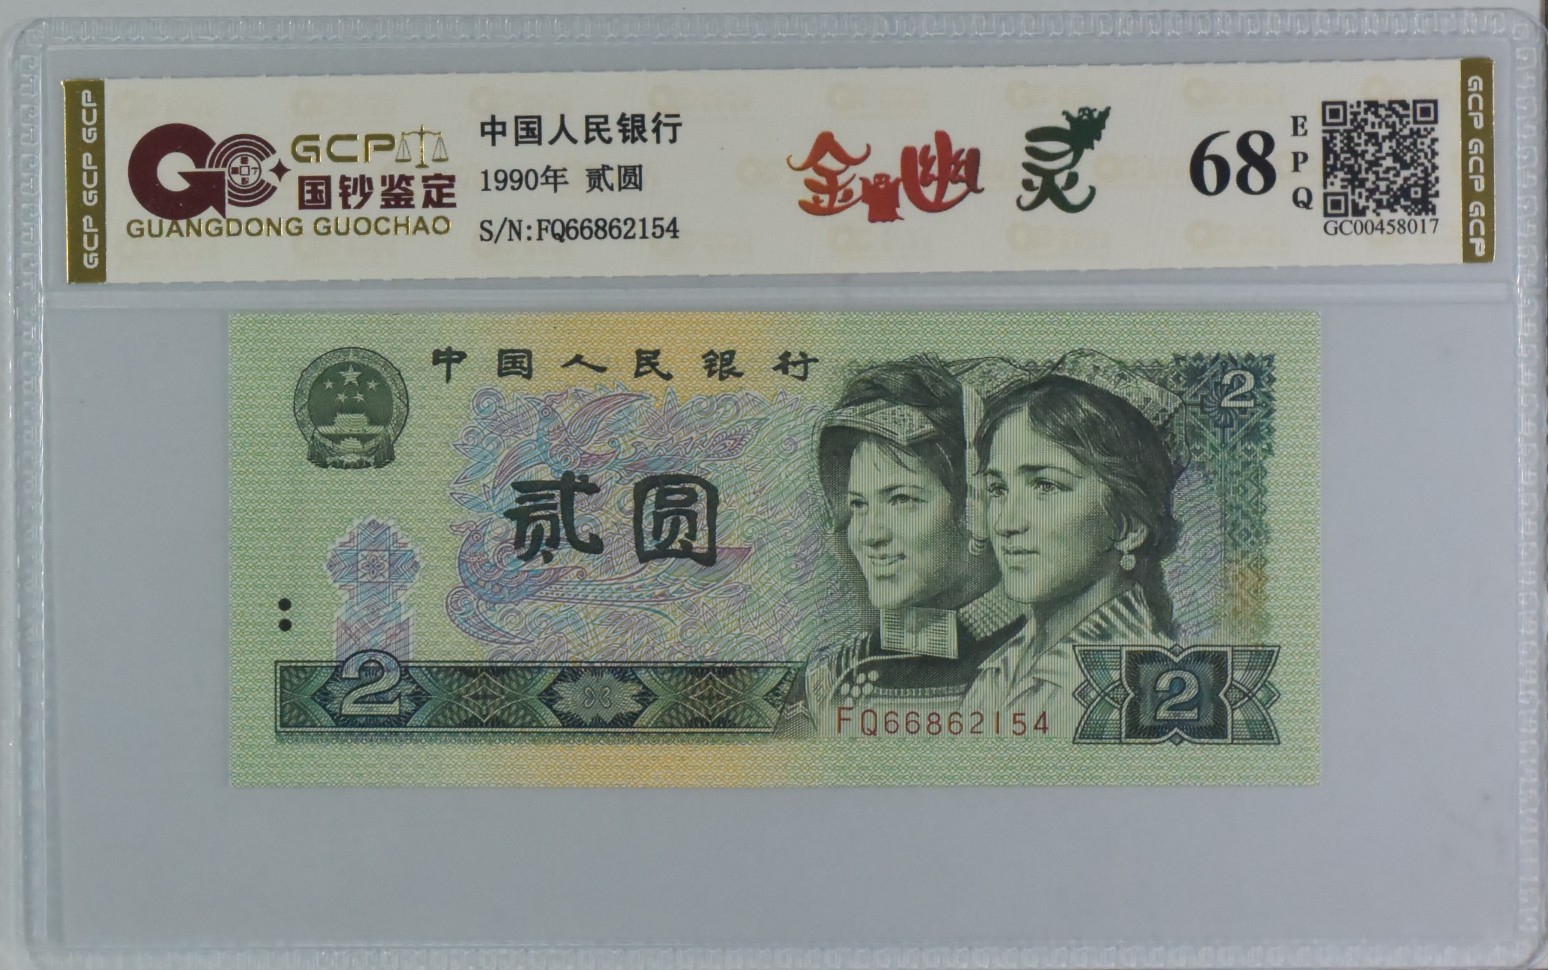 GCP GCP GCP
GCP
国钞鉴定
GUANGDONG GUOCHAO
中国人民银行
1990年 贰圆
S/N:FQ66862154
金幽灵
68
EPQ
GC00458017
GCP GCP GCP
中国人民银行
2
贰圆
2
FQ66862154
2